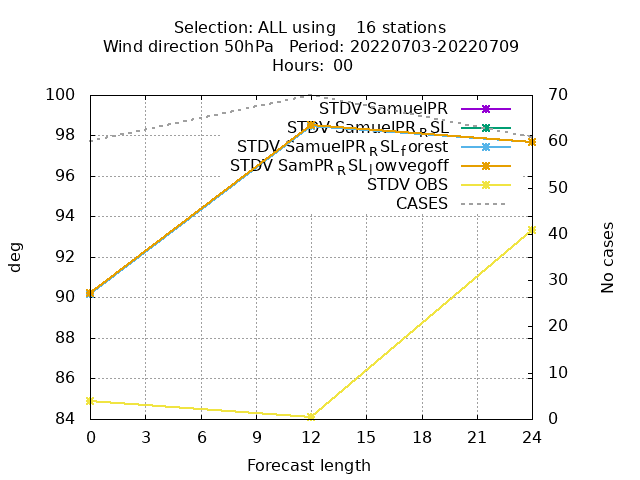 Selection: ALL using 16 stations
Wind direction 50hPa Period: 20220703-20220709
Hours: 00
100
98
96
94
92
90
88
86
84
deg
70
60
50
40
30
20
10
0
No cases
STDV SamuelPR
STDV SamuelPR_RSL
STDV SamuelPR_RSL_forest
STDV SamPR_RSL_lowvegoff
STDV OBS
CASES
0 3 6 9 12 15 18 21 24
Forecast length